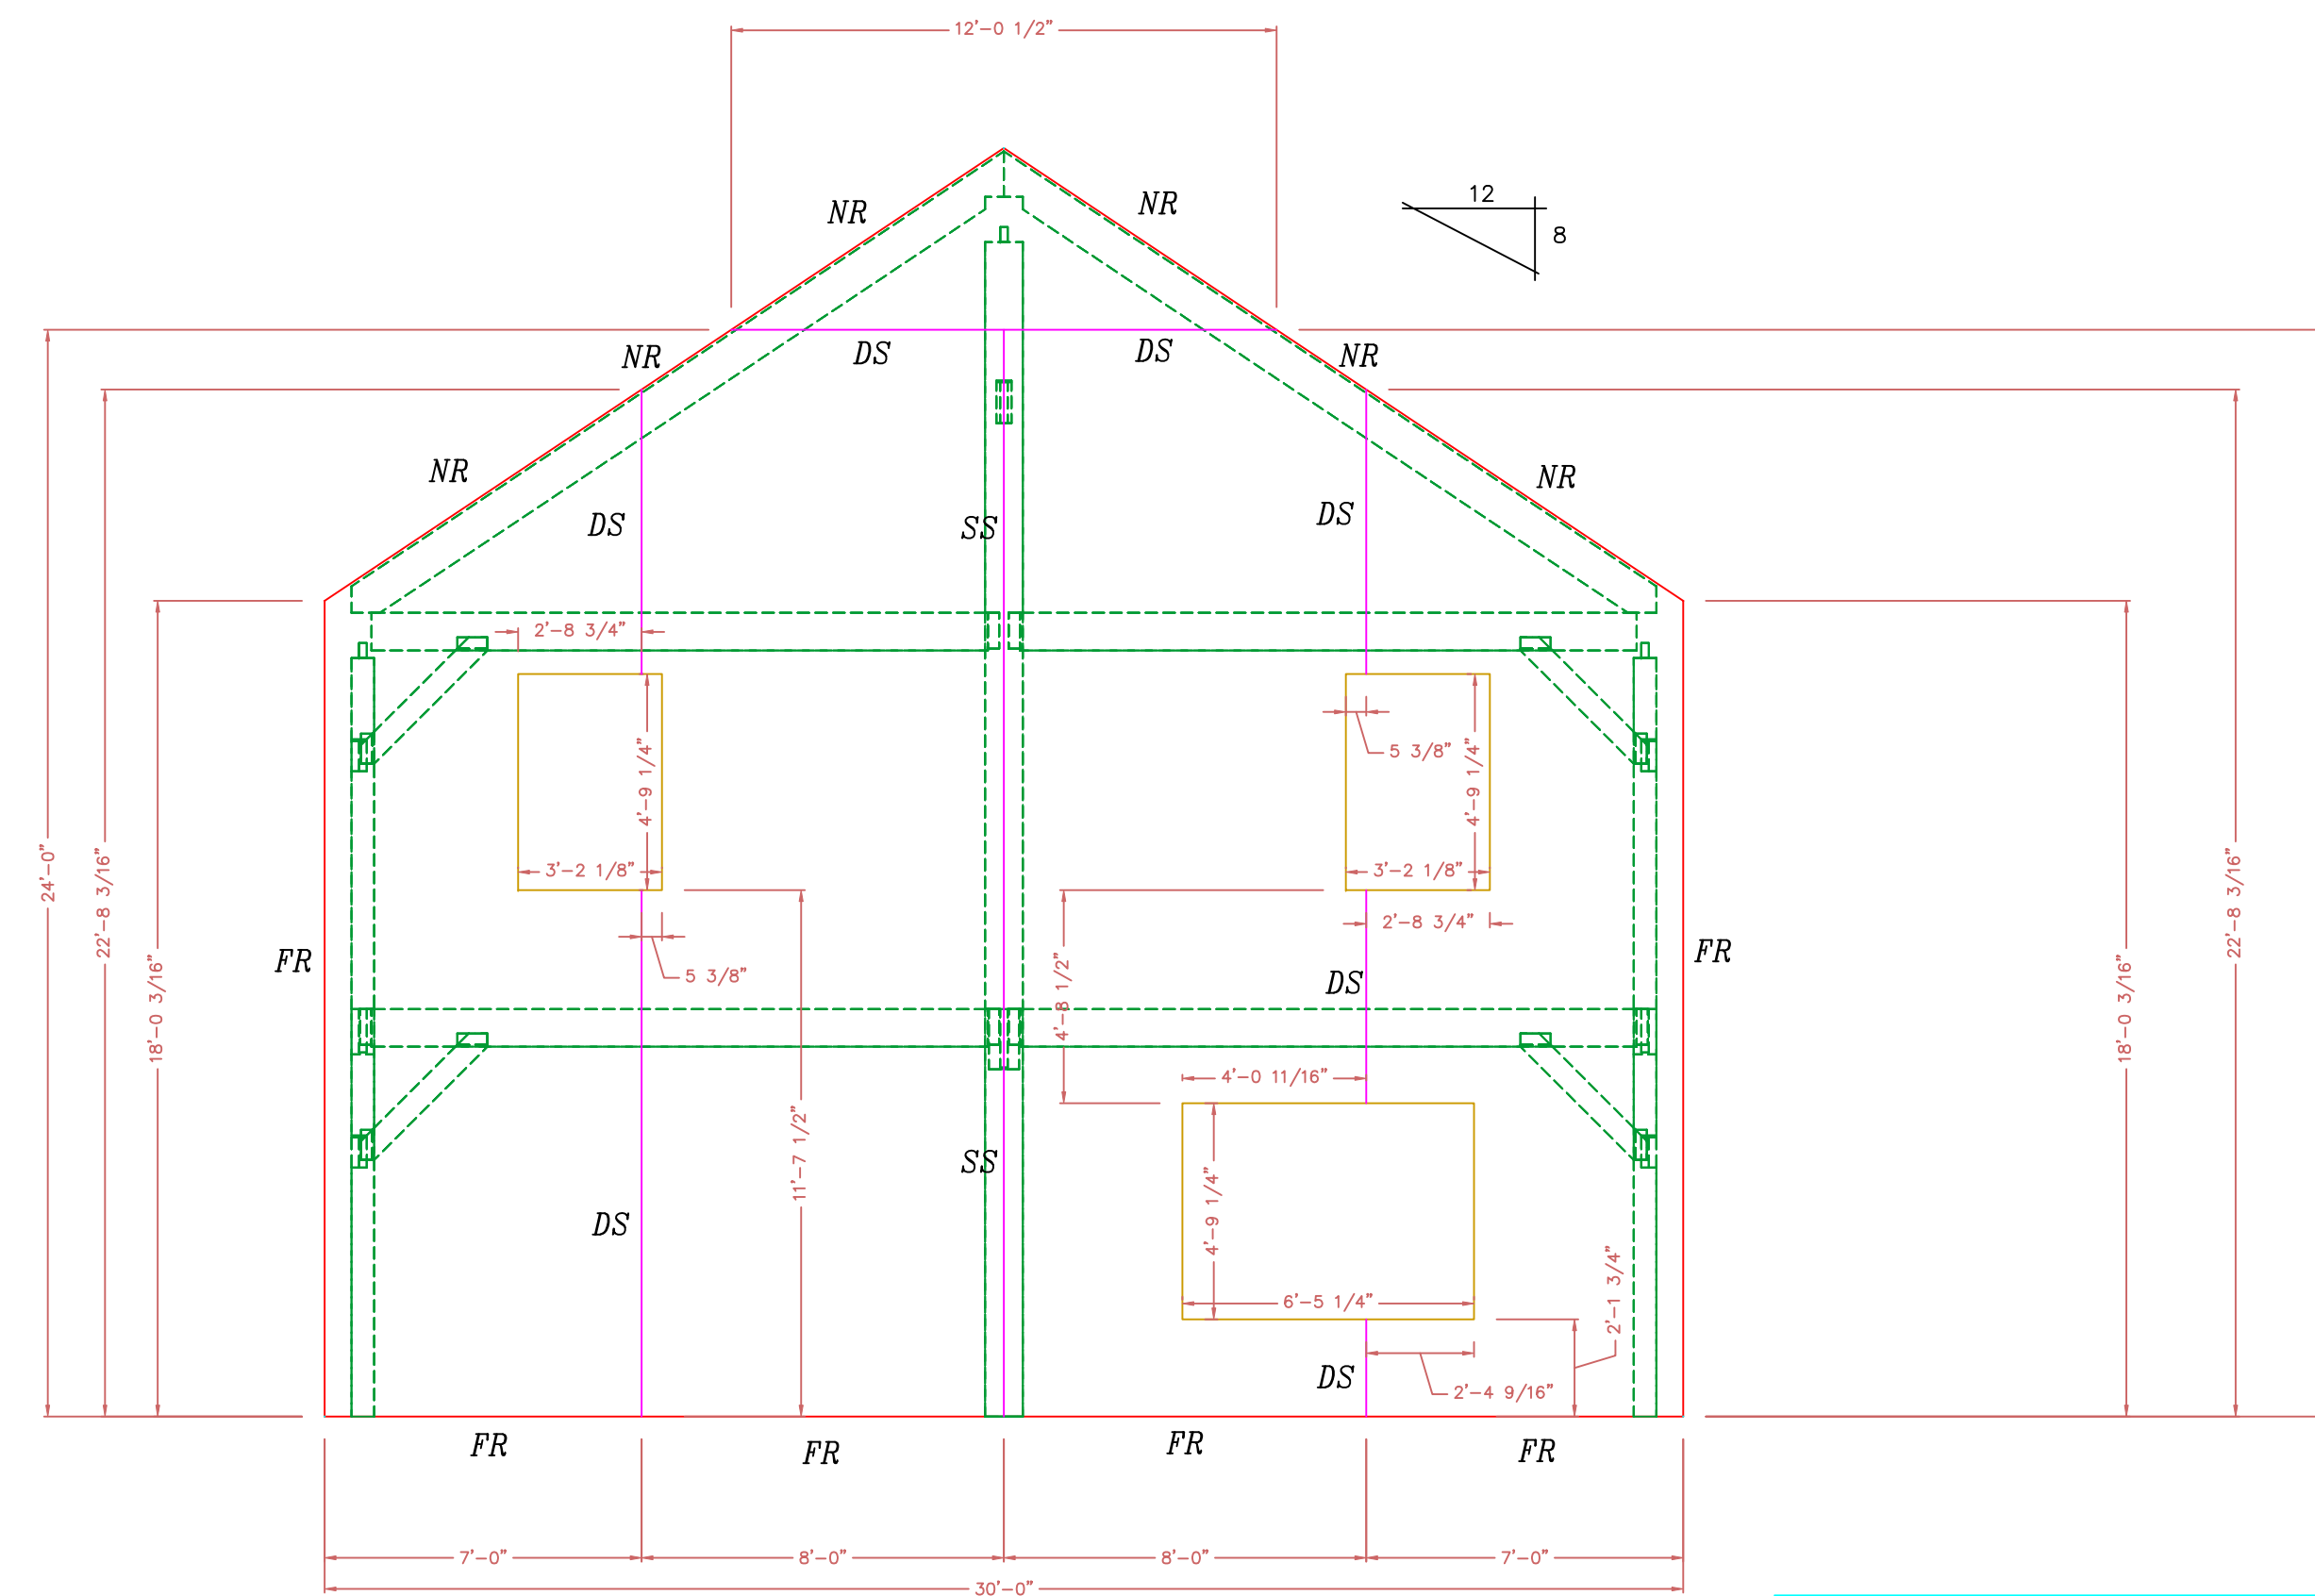 12'-0 1/2"
12
NR
NR
8
NR
DS
DS
NR
NR
NR
DS
SS
DS
2'-8 3/4"
5 3/8"
4'-9 1/4"
4'-9 1/4"
3'-2 1/8"
3'-2 1/8"
24'-0"
22'-8 3/16"
22'-8 3/16"
2'-8 3/4"
FR
FR
5 3/8"
DS
18'-0 3/16"
4'-8 1/2"
18'-0 3/16"
4'-0 11/16"
11'-7 1/2"
SS
4'-9 1/4"
DS
6'-5 1/4"
2'-1 3/4"
DS
2'-4 9/16"
FR
FR
FR
FR
7'-0"
8'-0"
8'-0"
7'-0"
30'-0"